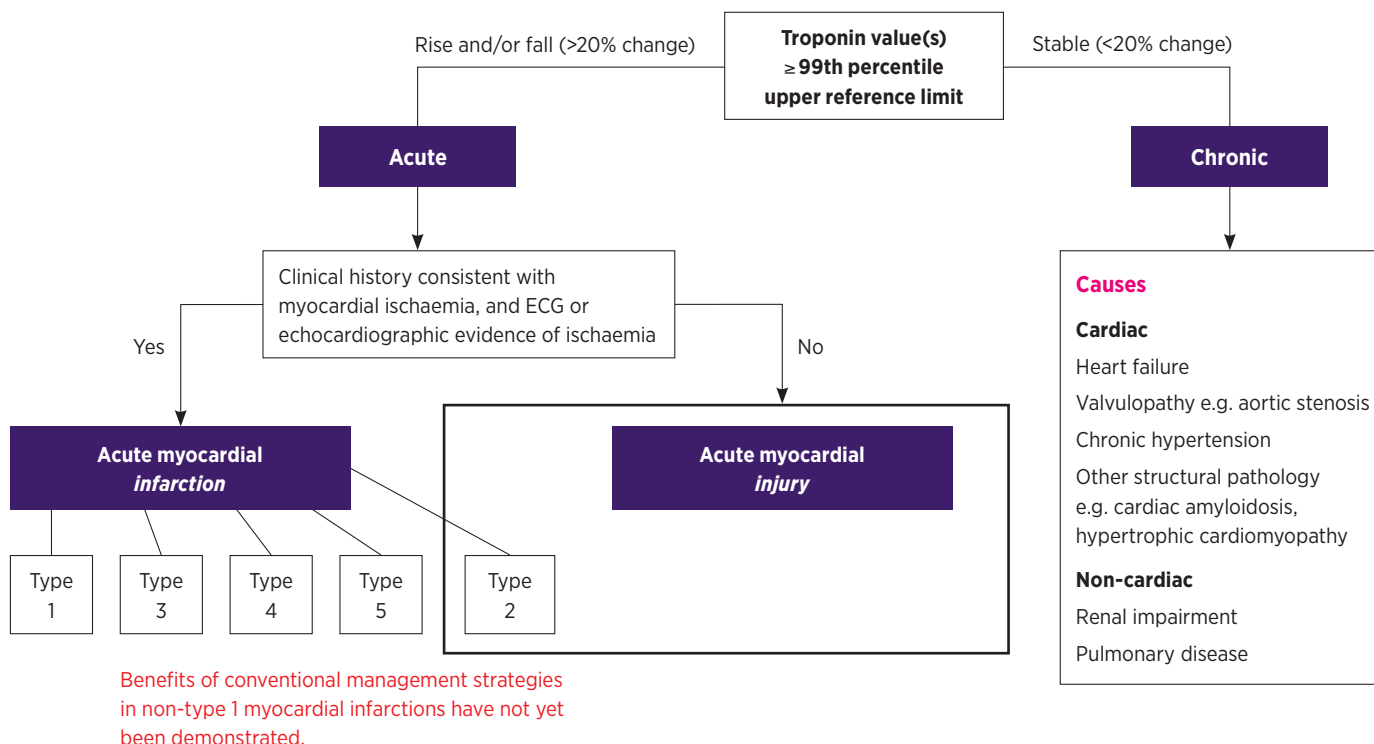 Rise and/or fall (>20% change)
Troponin value(s)
≥ 99th percentile
upper reference limit
Stable (<20% change)
Acute
Chronic
Clinical history consistent with
myocardial ischaemia, and ECG or
echocardiographic evidence of ischaemia
Yes
No
Acute myocardial
infarction
Acute myocardial
injury
Type
1
Type
3
Type
4
Type
5
Type
2
Benefits of conventional management strategies
in non-type 1 myocardial infarctions have not yet
been demonstrated.
Causes
Cardiac
Heart failure
Valvulopathy e.g. aortic stenosis
Chronic hypertension
Other structural pathology
e.g. cardiac amyloidosis,
hypertrophic cardiomyopathy
Non-cardiac
Renal impairment
Pulmonary disease